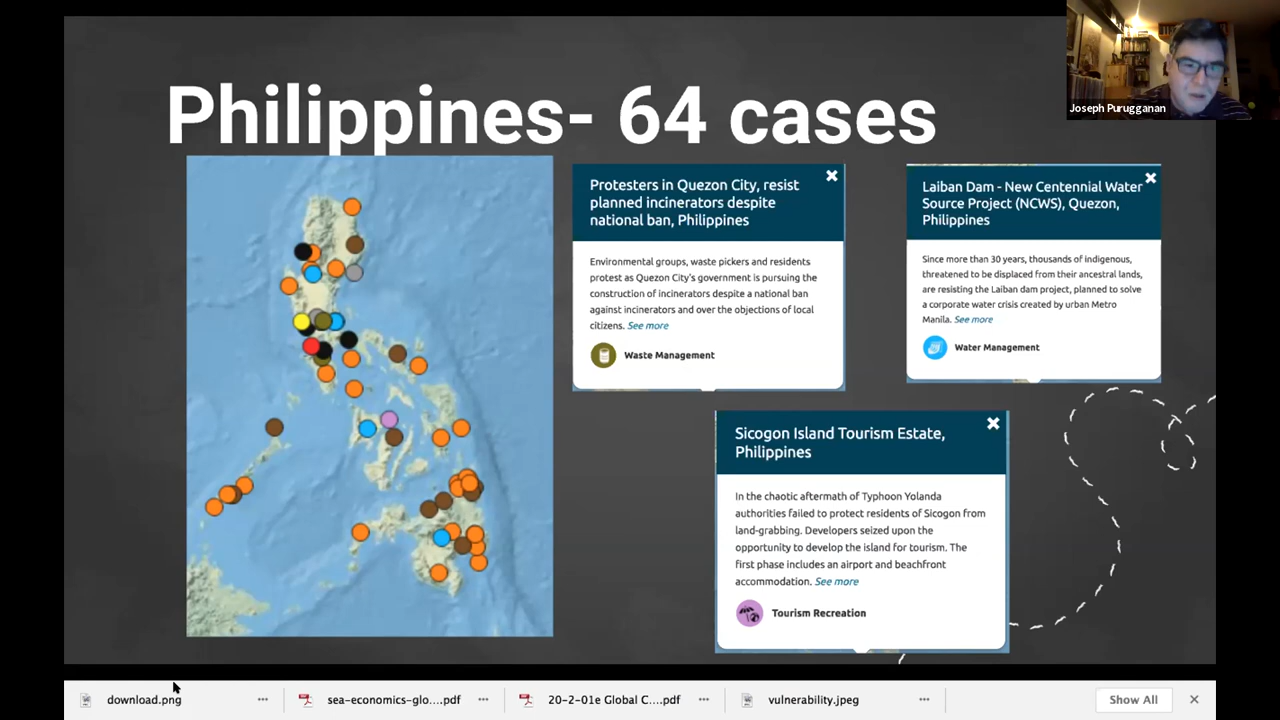 Joseph Purugganan
Philippines- 64 cases
Protesters in Quezon City, resist
planned incinerators despite
national ban, Philippines
Environmental groups, waste pickers and residents
protest as Quezon City's government is pursuing the
construction of incinerators despite a national ban
against incinerators and over the objections of local
citizens. See more
Waste Management
Laiban Dam - New Centennial Water
Source Project (NCWS), Quezon,
Philippines
Since more than 30 years, thousands of indigenous,
threatened to be displaced from their ancestral lands,
are resisting the Laiban dam project, planned to solve
a corporate water crisis created by urban Metro
Manila. See more
Water Management
Sicogon Island Tourism Estate,
Philippines
In the chaotic aftermath of Typhoon Yolanda
authorities failed to protect residents of Sicogon from
land-grabbing. Developers seized upon the
opportunity to develop the island for tourism. The
first phase includes an airport and beachfront
accommodation. See more
Tourism Recreation
download.png
sea-economics-glo....pdf
20-2-01e Global C....pdf
vulnerability.jpeg
Show All